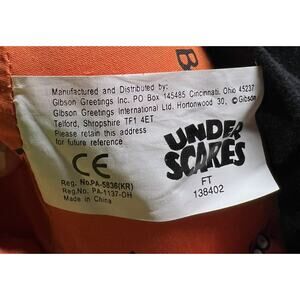 Manufactured and Distributed by:
Gibson Greetings Inc. PO Box 145485 Cincinnati, Ohio 45237
Gibson Greetings International Ltd. Hortonwood 30, ©Gibson
Telford, Shropshire TF1 4ET
Please retain this address
for future reference
UNDER
SCARES
CE
FT
138402
Reg. No.PA-5836(KR)
Reg. No.PA-1137-OH
Made in China